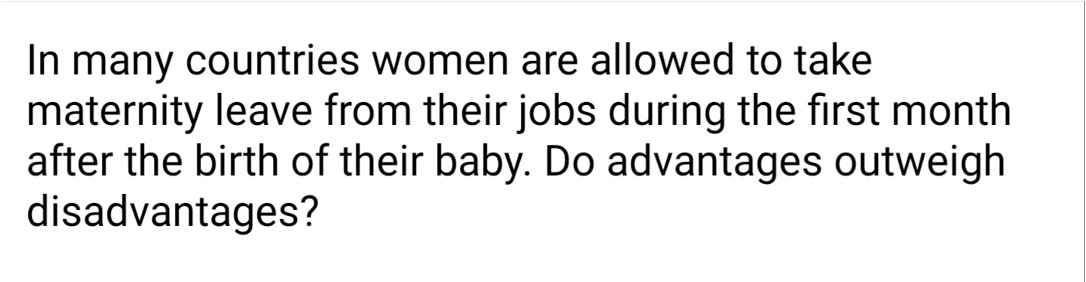 In many countries women are allowed to take
maternity leave from their jobs during the first month
after the birth of their baby. Do advantages outweigh
disadvantages?